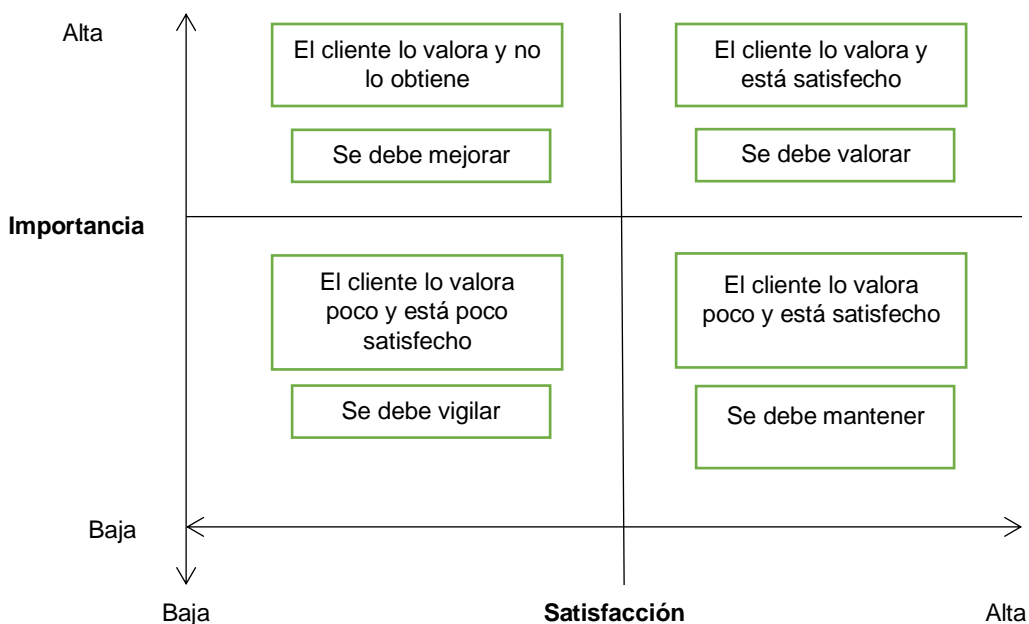 Alta
El cliente lo valora y no
lo obtiene
El cliente lo valora y
está satisfecho
Se debe mejorar
Se debe valorar
Importancia
El cliente lo valora
poco y está poco
satisfecho
El cliente lo valora
poco y está satisfecho
Se debe vigilar
Se debe mantener
Baja
Baja
Satisfacción
Alta